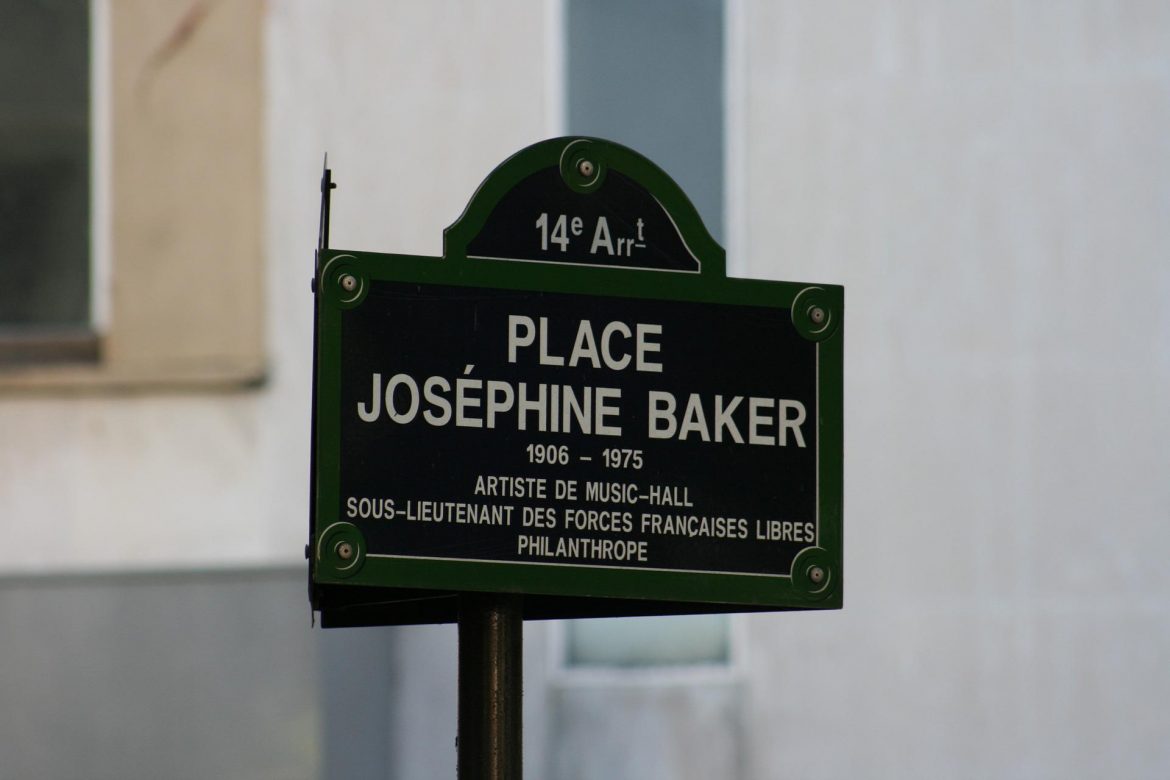 14e Arrt
PLACE
JOSÉPHINE BAKER
1906 – 1975
ARTISTE DE MUSIC-HALL
SOUS-LIEUTENANT DES FORCES FRANÇAISES LIBRES
PHILANTHROPE